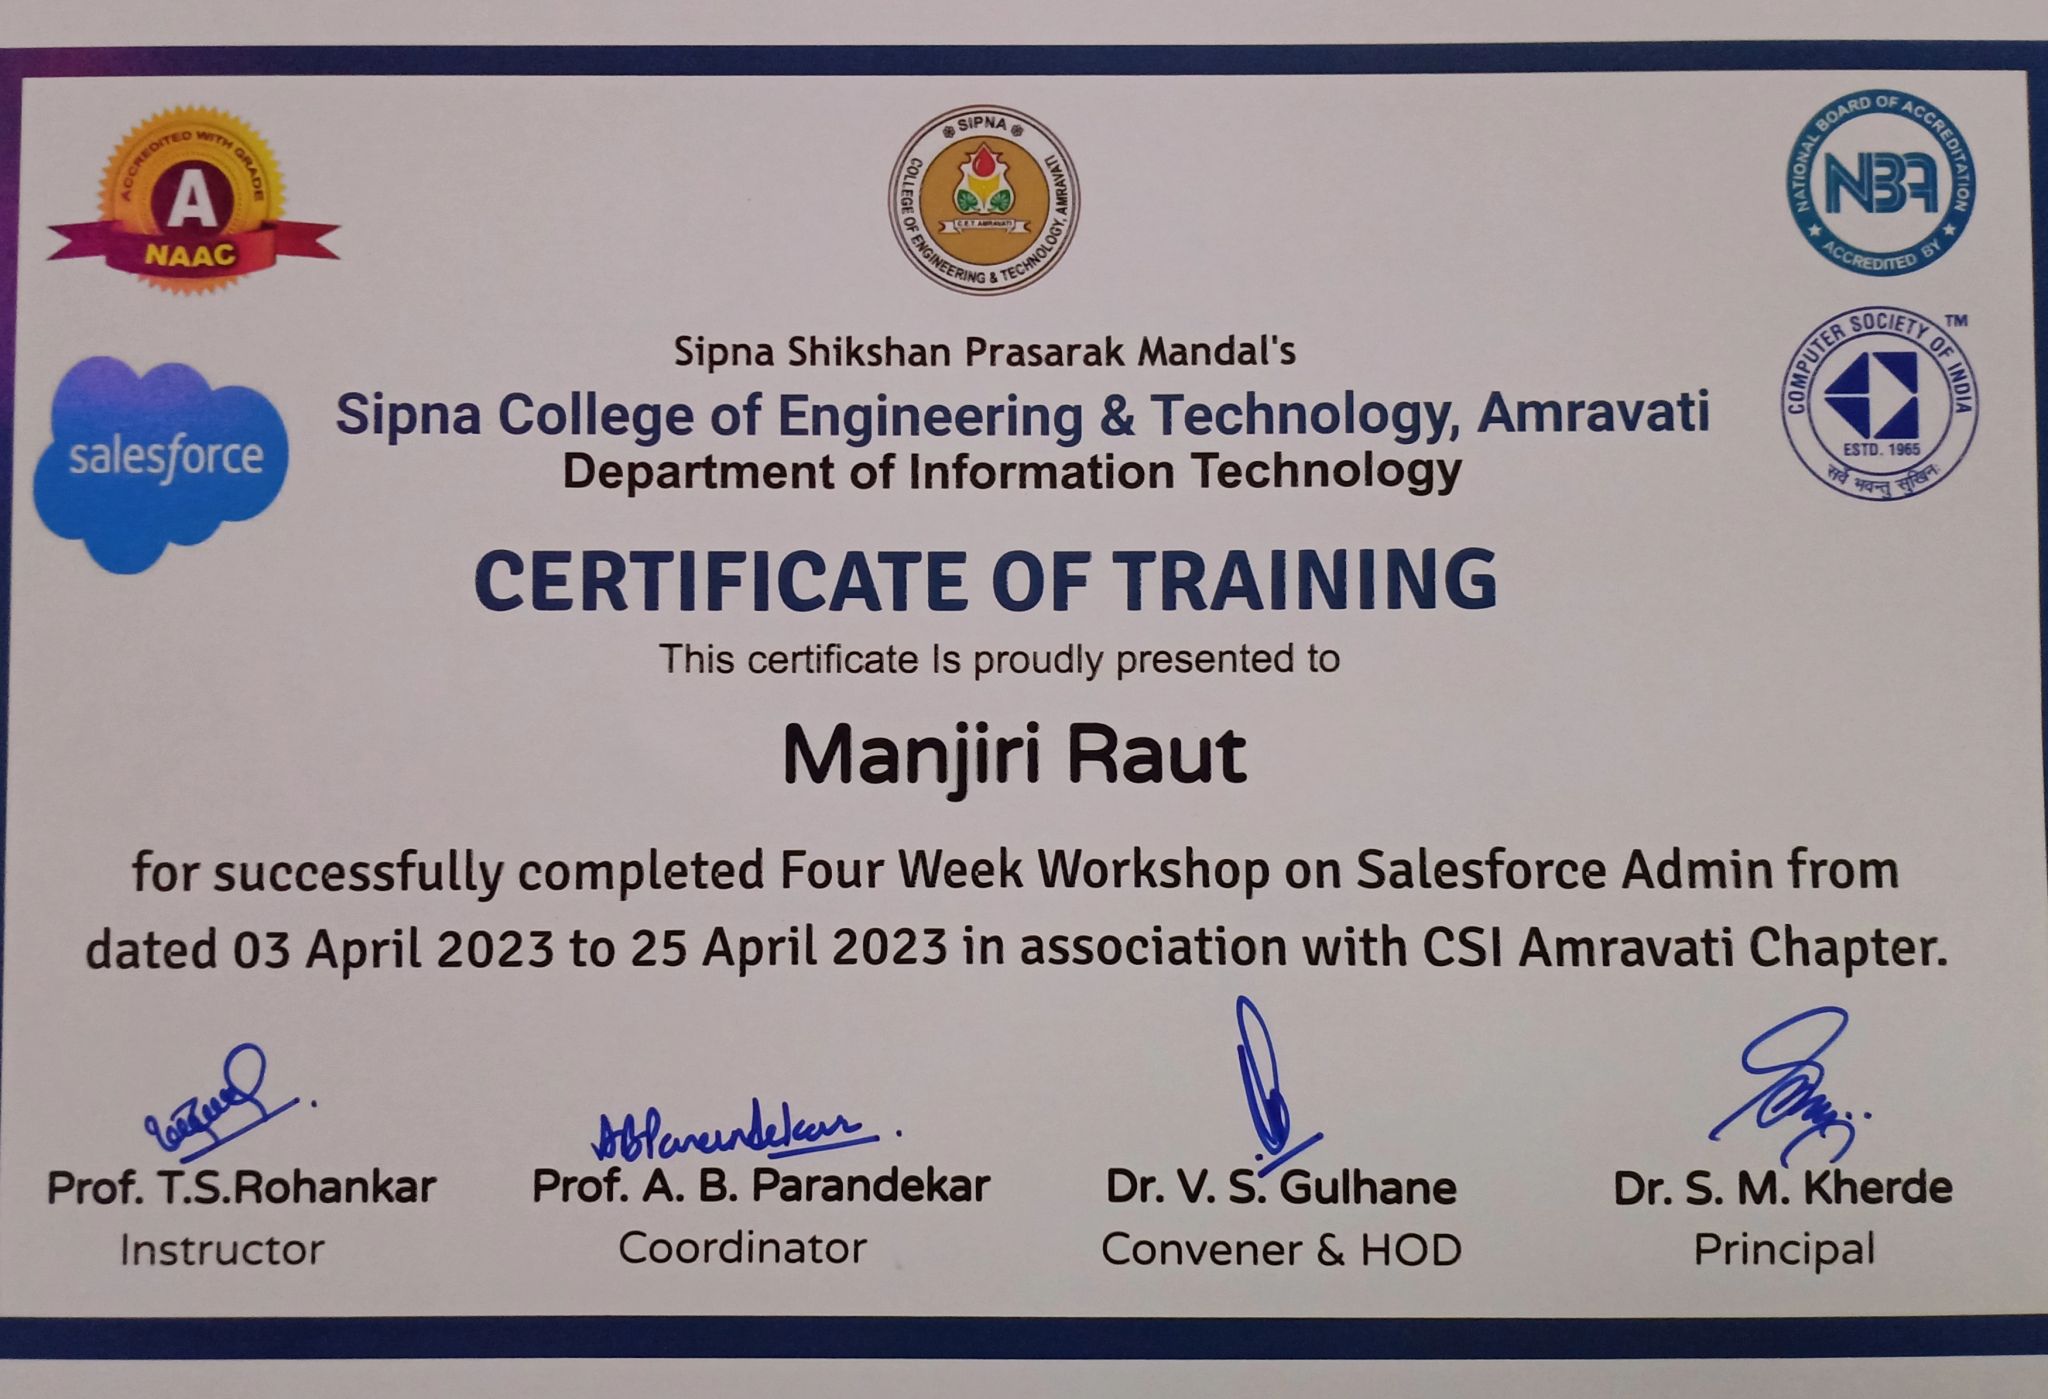 ACCREDITED WITH GRADE
A
NAAC
SIPNA
COLLEGE OF ENGINEERING & TECHNOLOGY, AMRAVATI
C.E.T. AMRAVATI
NATIONAL BOARD OF ACCREDITATION
NBA
ACCREDITED BY
salesforce
COMPUTER SOCIETY OF INDIA
TM
ESTD. 1965
सर्वे भवन्तु सुखिनः
Sipna Shikshan Prasarak Mandal's
Sipna College of Engineering & Technology, Amravati
Department of Information Technology
CERTIFICATE OF TRAINING
This certificate Is proudly presented to
Manjiri Raut
for successfully completed Four Week Workshop on Salesforce Admin from
dated 03 April 2023 to 25 April 2023 in association with CSI Amravati Chapter.
ABParandekar
Prof. T.S.Rohankar
Instructor
Prof. A. B. Parandekar
Coordinator
Dr. V. S. Gulhane
Convener & HOD
Dr. S. M. Kherde
Principal